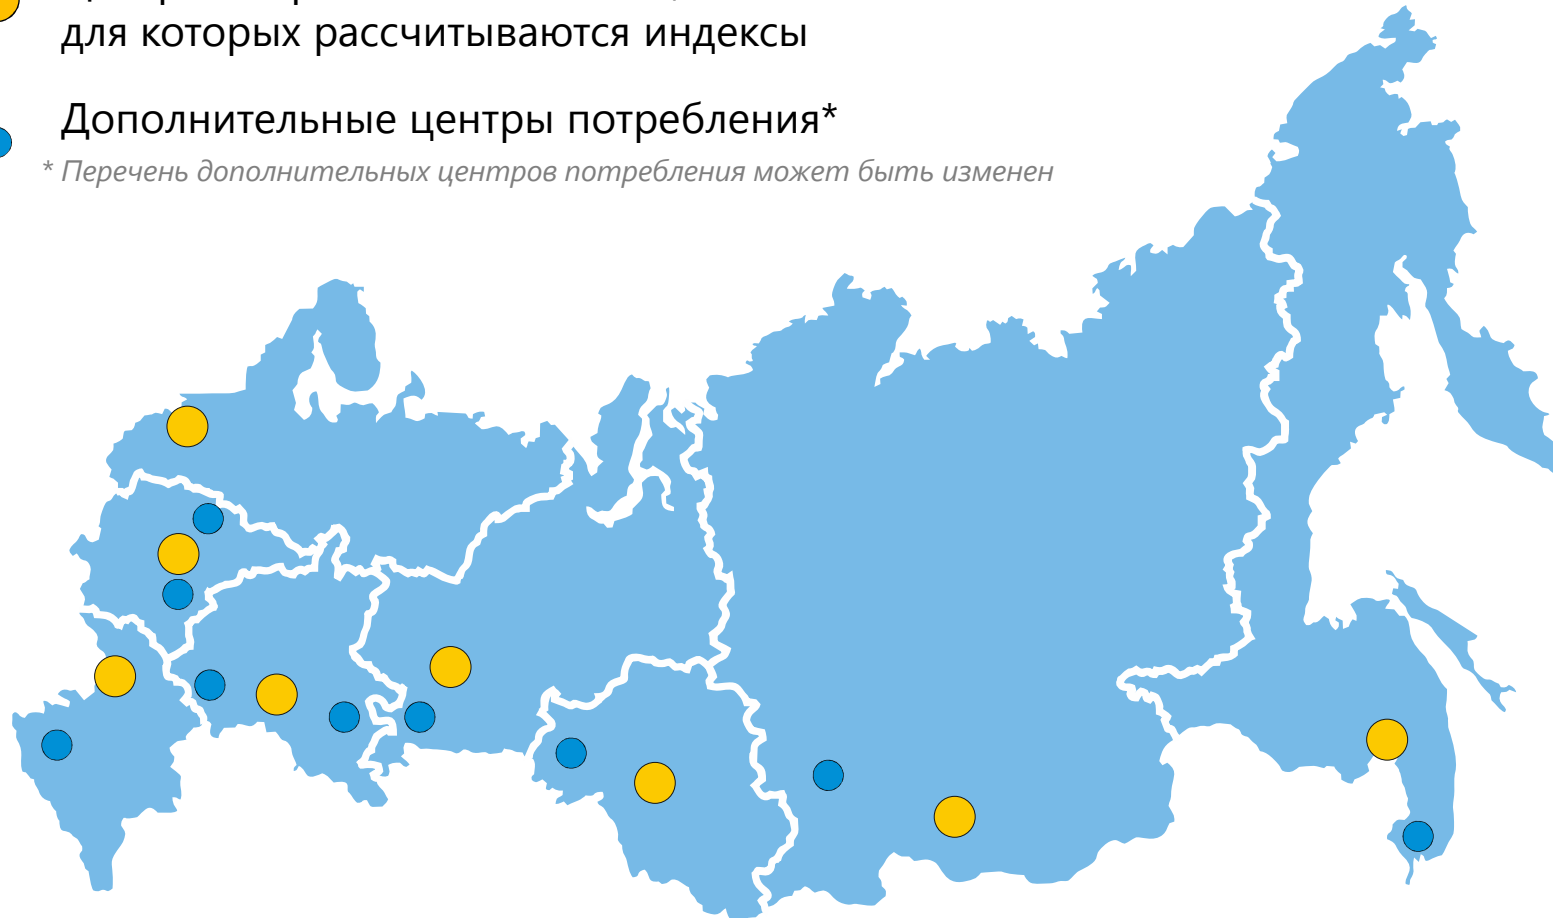 для которых рассчитываются индексы
Дополнительные центры потребления*
* Перечень дополнительных центров потребления может быть изменен